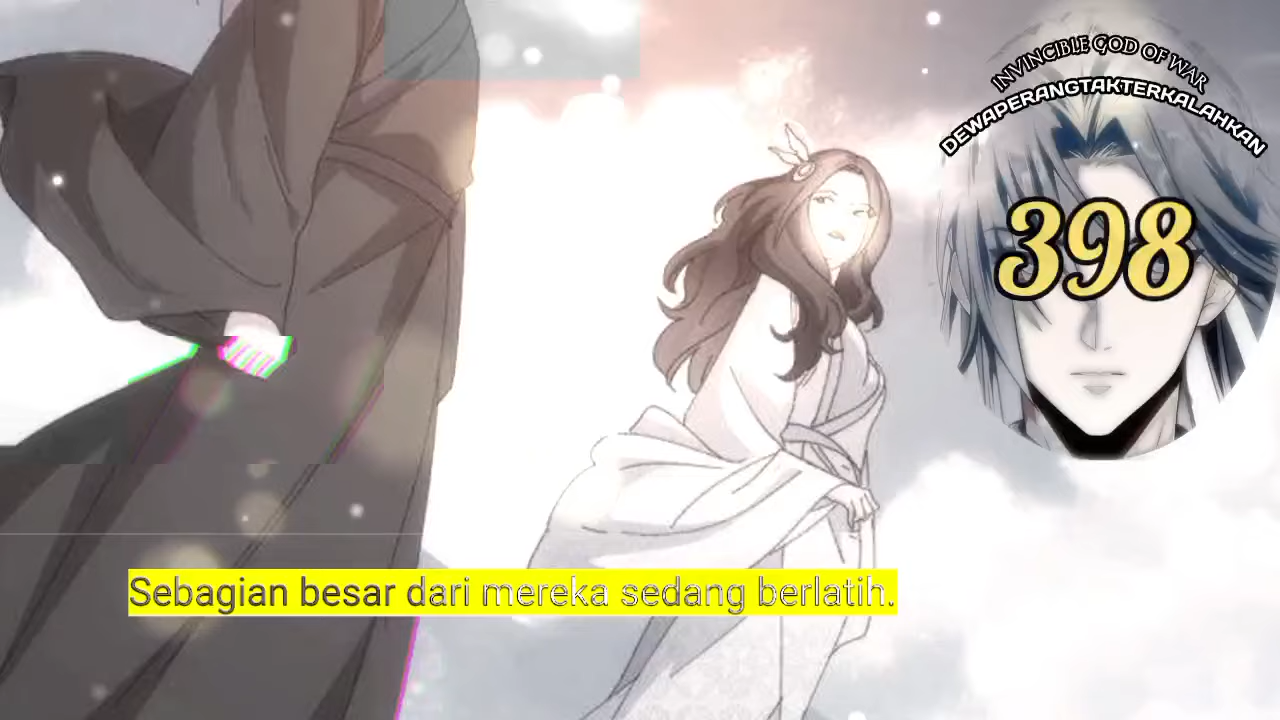 INVINCIBLE GOD OF WAR
DEWAPERANGTAKTERKALAHKAN
398
Sebagian besar dari mereka sedang berlatih.